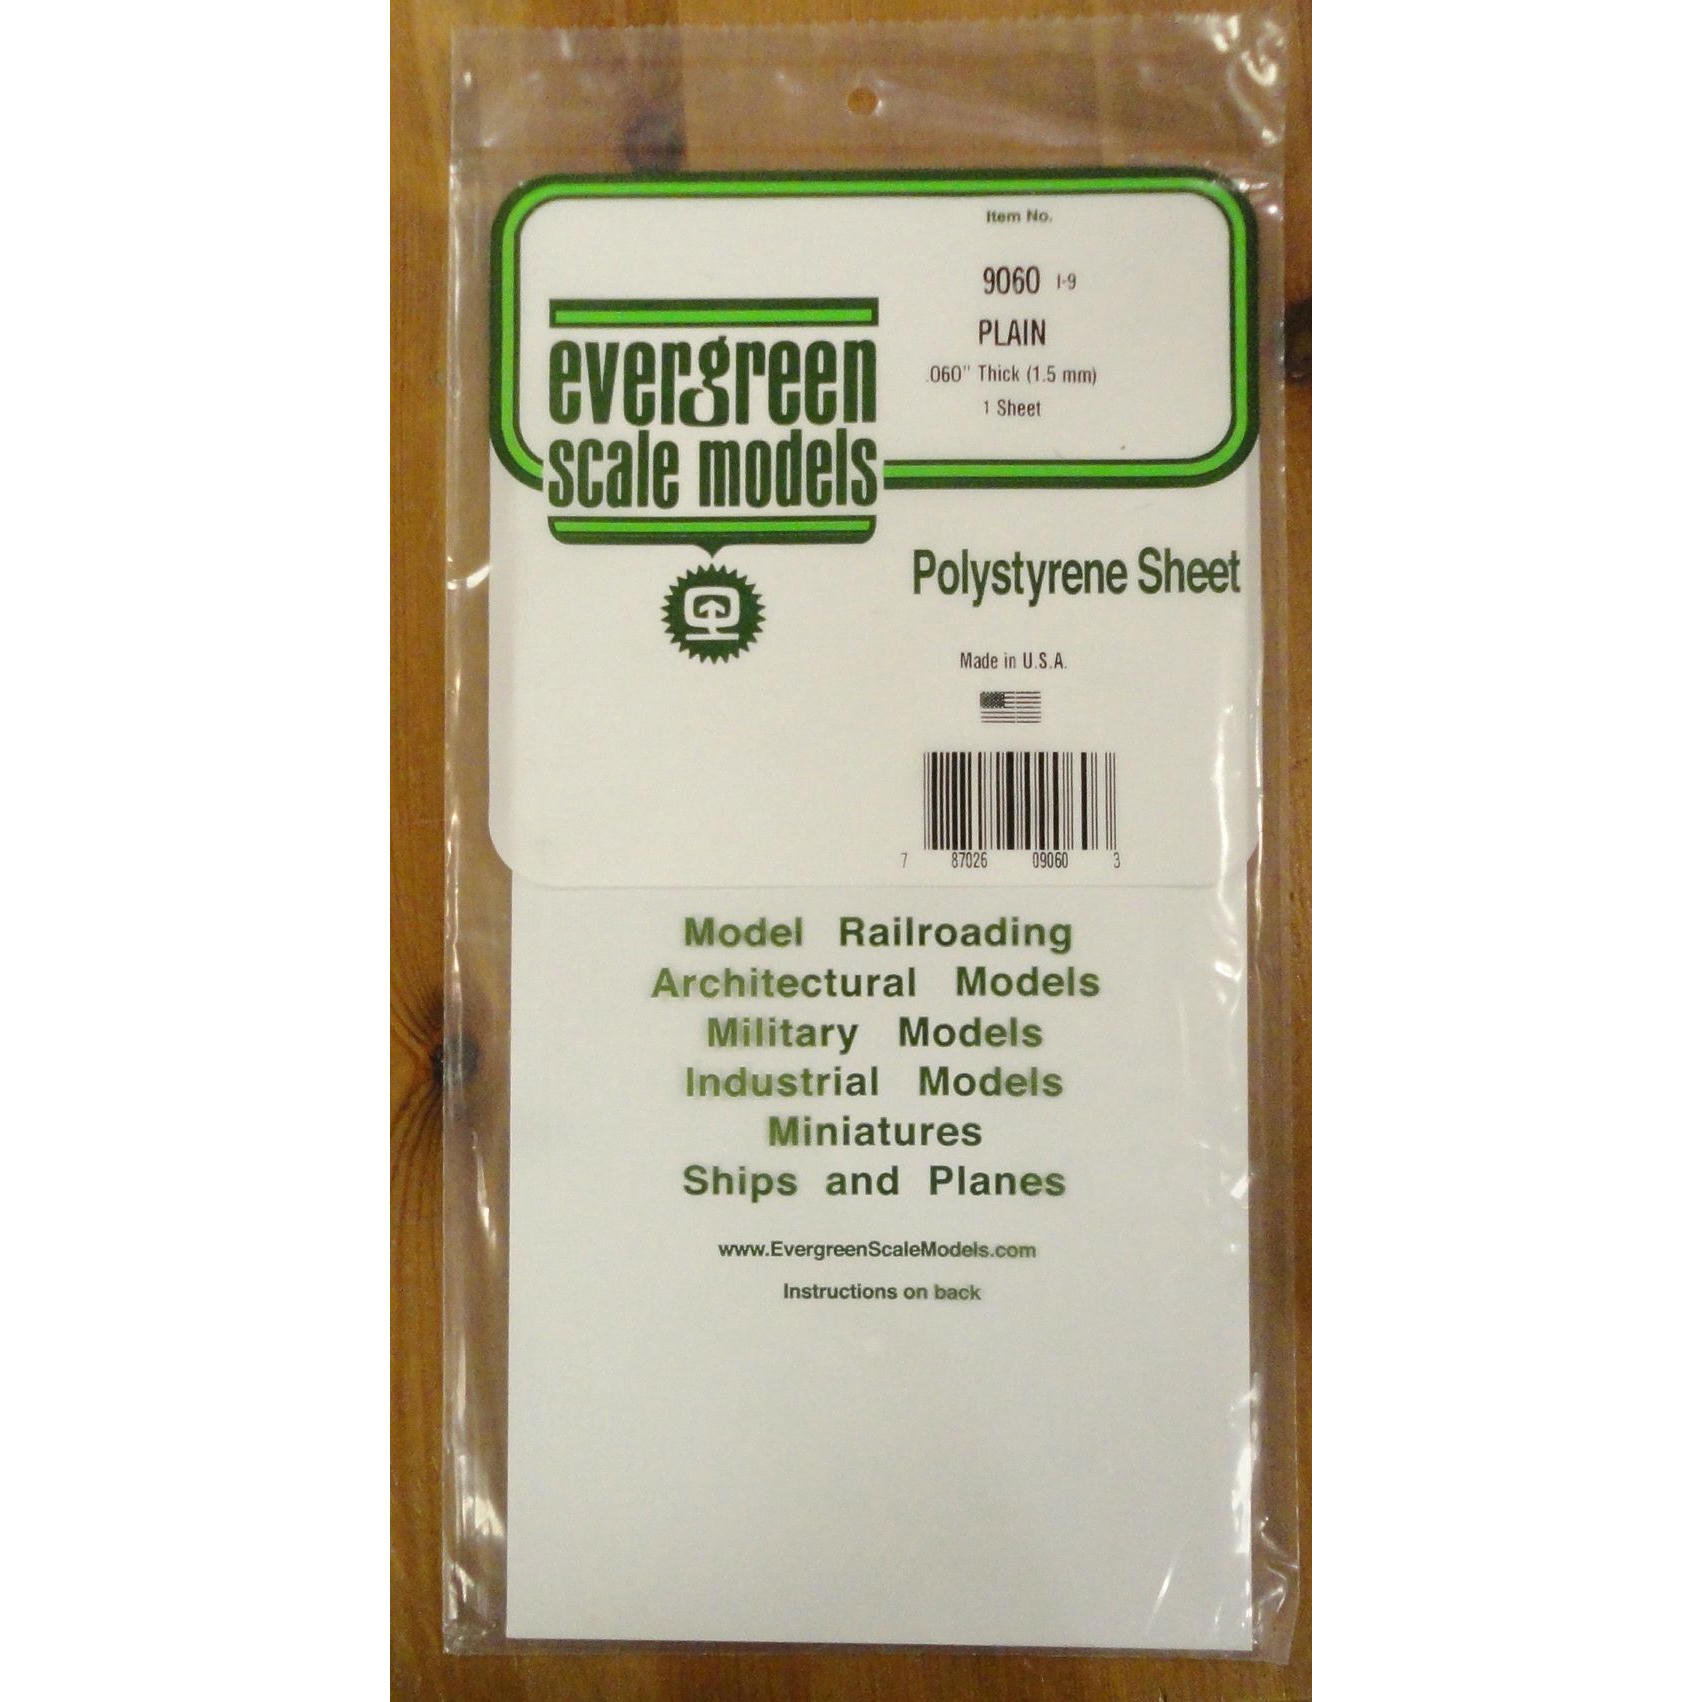 Item No.
9060 I-9
PLAIN
.060" Thick (1.5 mm)
1 Sheet
evergreen
scale models
Polystyrene Sheet
Made in U.S.A.
7 87026 09060 3
Model Railroading
Architectural Models
Military Models
Industrial Models
Miniatures
Ships and Planes
www.EvergreenScaleModels.com
Instructions on back